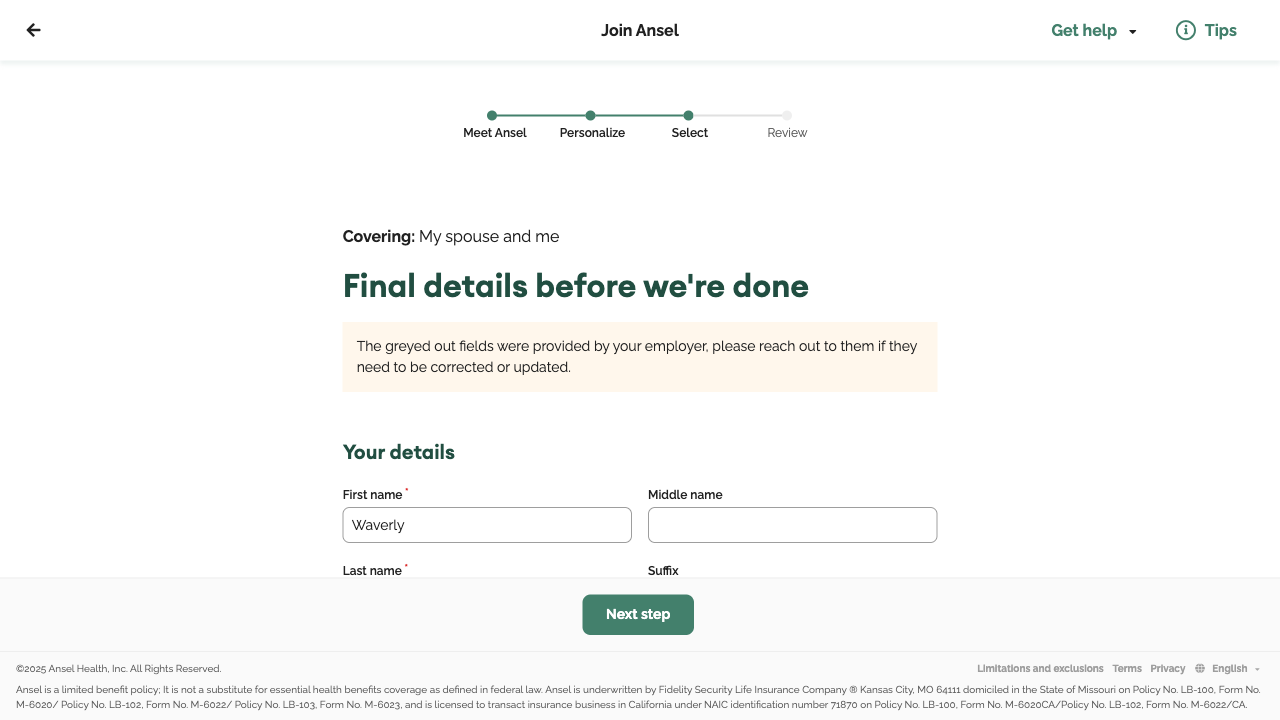 Join Ansel
Get help
Tips
Meet Ansel
Personalize
Select
Review
Covering: My spouse and me
Final details before we're done
The greyed out fields were provided by your employer, please reach out to them if they
need to be corrected or updated.
Your details
First name *
Middle name
Waverly
Last name *
Suffix
Next step
©2025 Ansel Health, Inc. All Rights Reserved.
Limitations and exclusions
Terms
Privacy
English
Ansel is a limited benefit policy; It is not a substitute for essential health benefits coverage as defined in federal law. Ansel is underwritten by Fidelity Security Life Insurance Company ® Kansas City, MO 64111 domiciled in the State of Missouri on Policy No. LB-100, Form No.
M-6020/ Policy No. LB-102, Form No. M-6022/ Policy No. LB-103, Form No. M-6023, and is licensed to transact insurance business in California under NAIC identification number 71870 on Policy No. LB-100, Form No. M-6020CA/Policy No. LB-102, Form No. M-6022/CA.